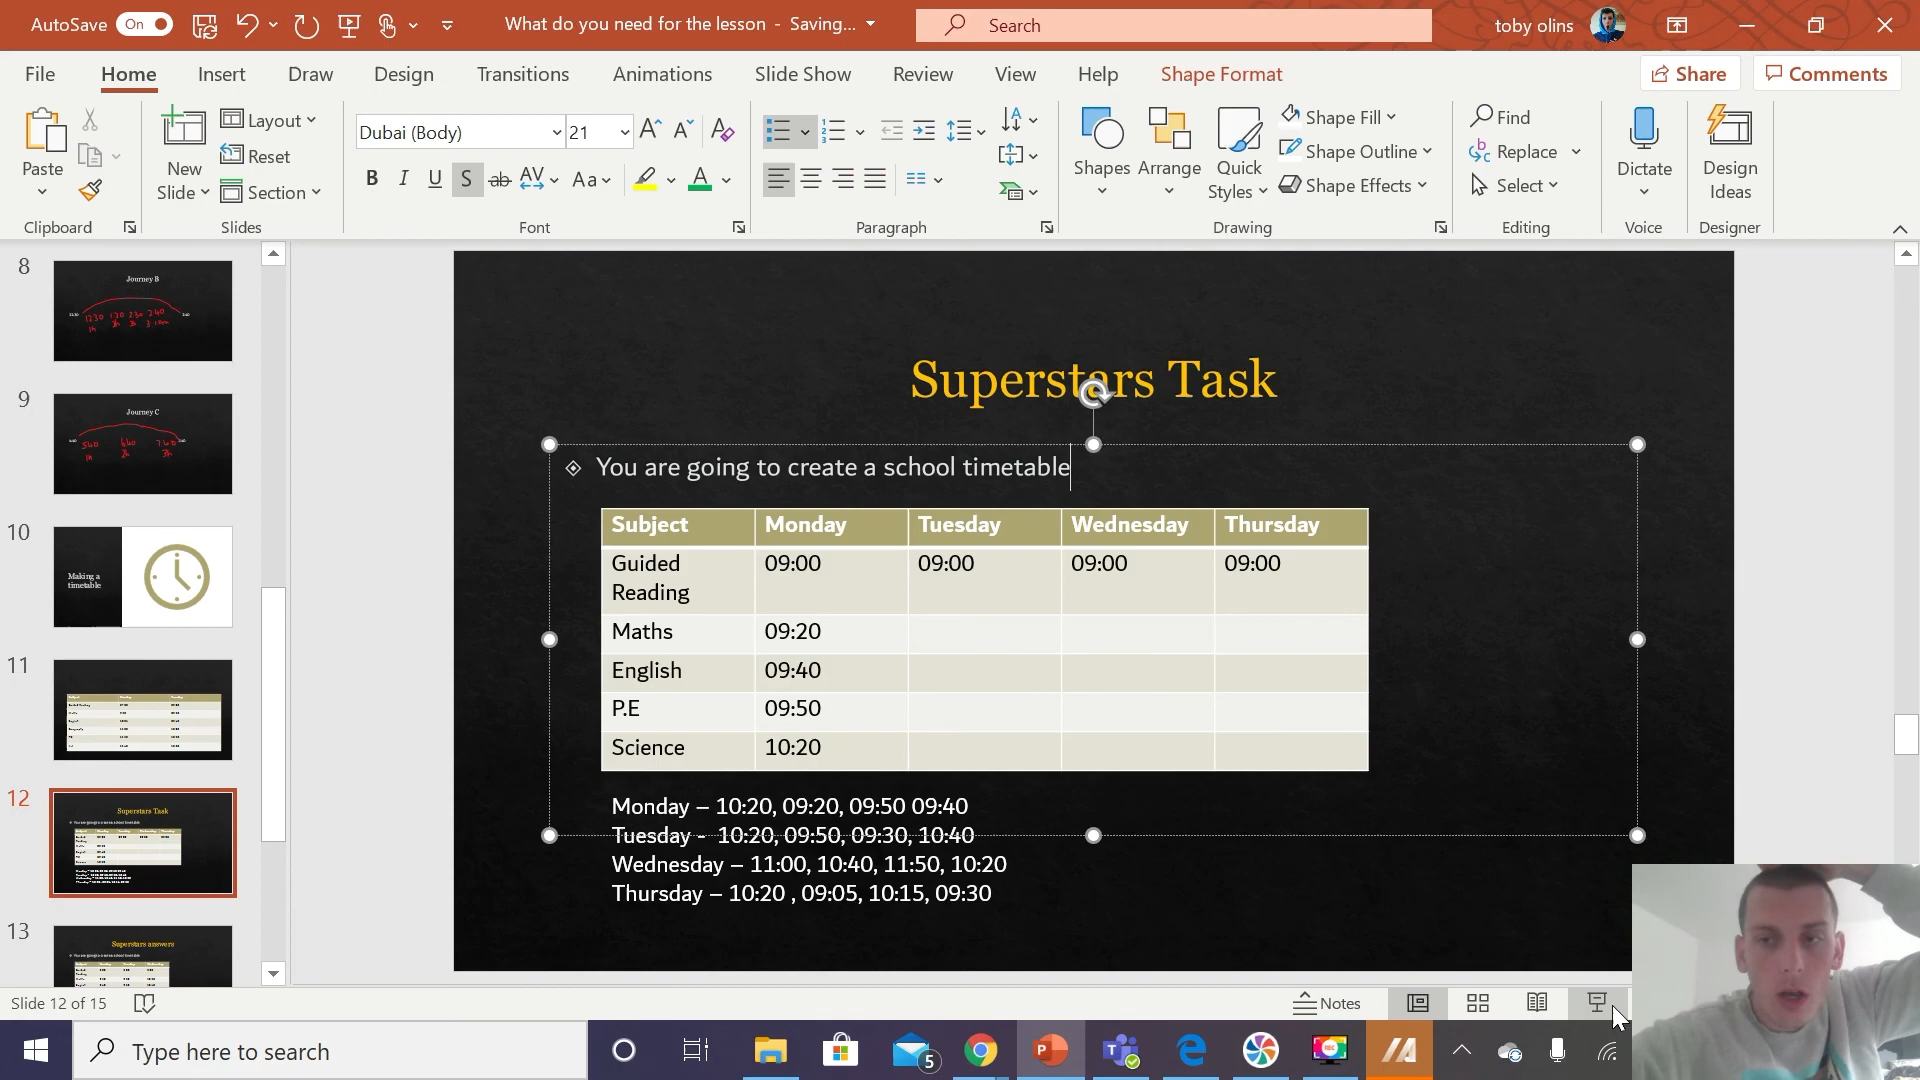 AutoSave On What do you need for the lesson - Saving... Search toby olins
File Home Insert Draw Design Transitions Animations Slide Show Review View Help Shape Format Share Comments
Paste
New Slide
Layout
Reset
Section
Dubai (Body) 21
B I U S ab AV Aa A
Shapes
Arrange
Quick Styles
Shape Fill
Shape Outline
Shape Effects
Find
Replace
Select
Dictate
Design Ideas
Clipboard Slides Font Paragraph Drawing Editing Voice Designer
8
Journey B
9
Journey C
10
Making a
timetable
11
12
Superstars Task
13
Superstars answers
Superstars Task
You are going to create a school timetable
Subject Monday Tuesday Wednesday Thursday
Guided Reading 09:00 09:00 09:00 09:00
Maths 09:20
English 09:40
P.E 09:50
Science 10:20
Monday – 10:20, 09:20, 09:50 09:40
Tuesday - 10:20, 09:50, 09:30, 10:40
Wednesday – 11:00, 10:40, 11:50, 10:20
Thursday – 10:20 , 09:05, 10:15, 09:30
Slide 12 of 15 Notes
Type here to search 5